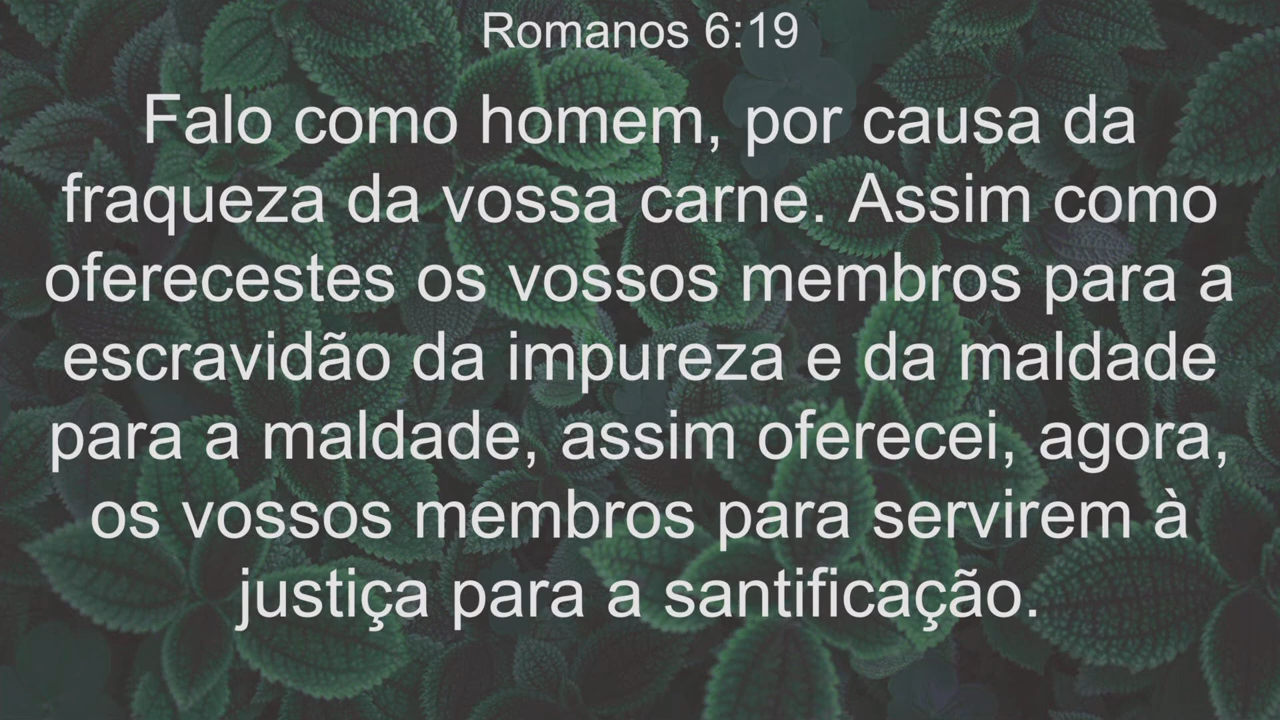 Romanos 6:19
Falo como homem, por causa da
fraqueza da vossa carne. Assim como
oferecestes os vossos membros para a
escravidão da impureza e da maldade
para a maldade, assim oferecei, agora,
os vossos membros para servirem à
justiça para a santificação.